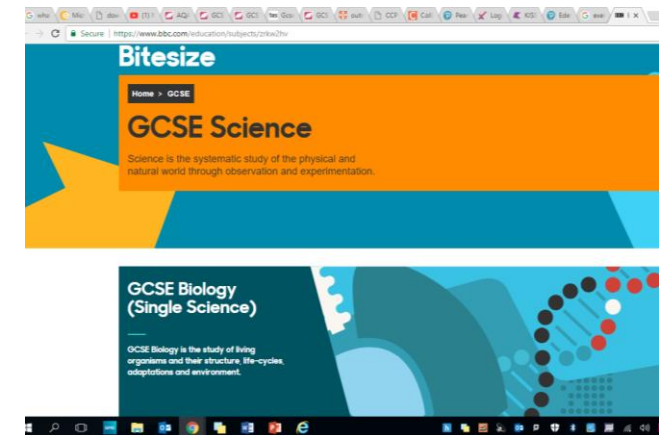 Secure | https://www.bbc.com/education/subjects/zrkw2hv
Bitesize
Home > GCSE
GCSE Science
Science is the systematic study of the physical and
natural world through observation and experimentation.
GCSE Biology
(Single Science)
GCSE Biology is the study of living
organisms and their structure, life-cycles,
adaptations and environment.